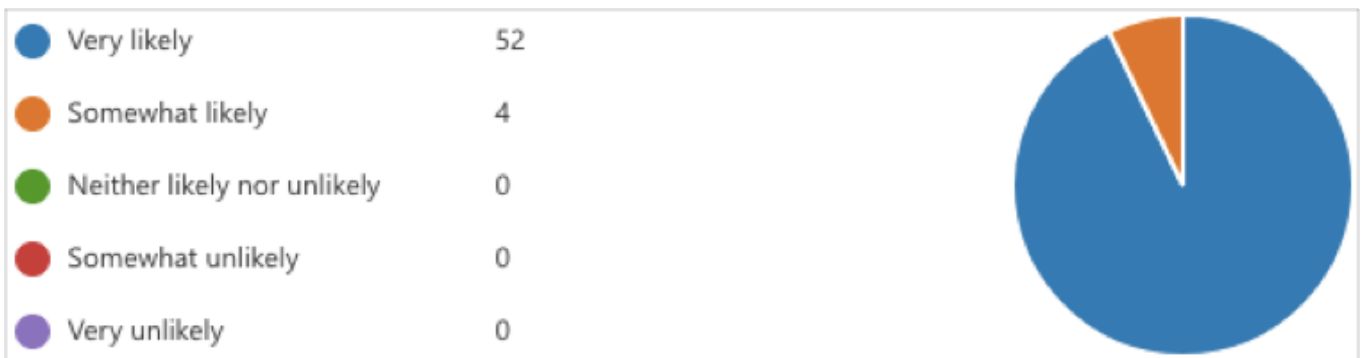 Very likely 52
Somewhat likely 4
Neither likely nor unlikely 0
Somewhat unlikely 0
Very unlikely 0